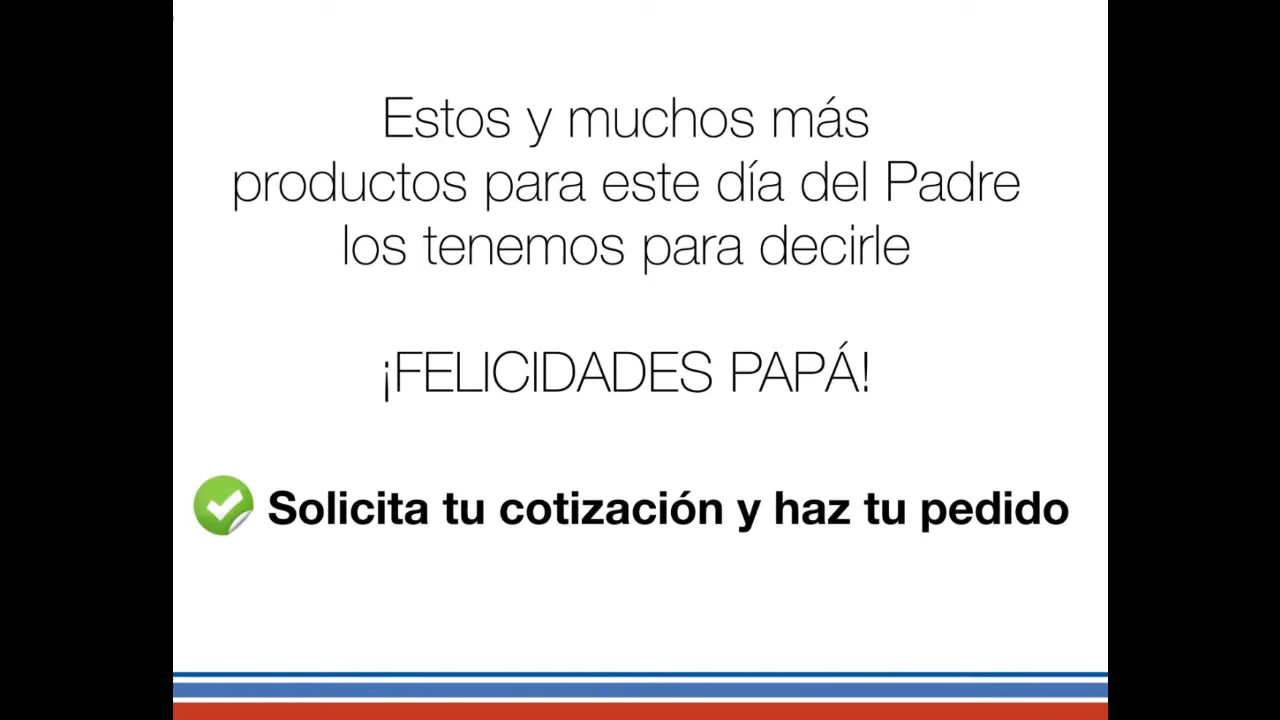 Estos y muchos más
productos para este día del Padre
los tenemos para decirle
¡FELICIDADES PAPÁ!
Solicita tu cotización y haz tu pedido